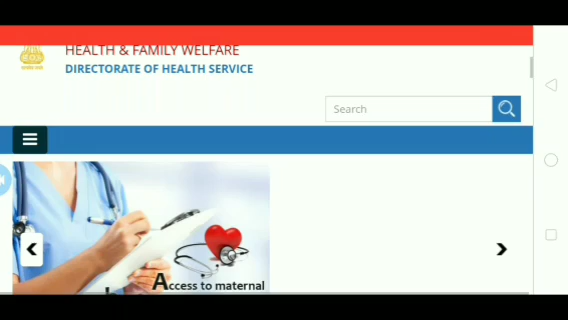 HEALTH & FAMILY WELFARE
DIRECTORATE OF HEALTH SERVICE
Search
Access to maternal